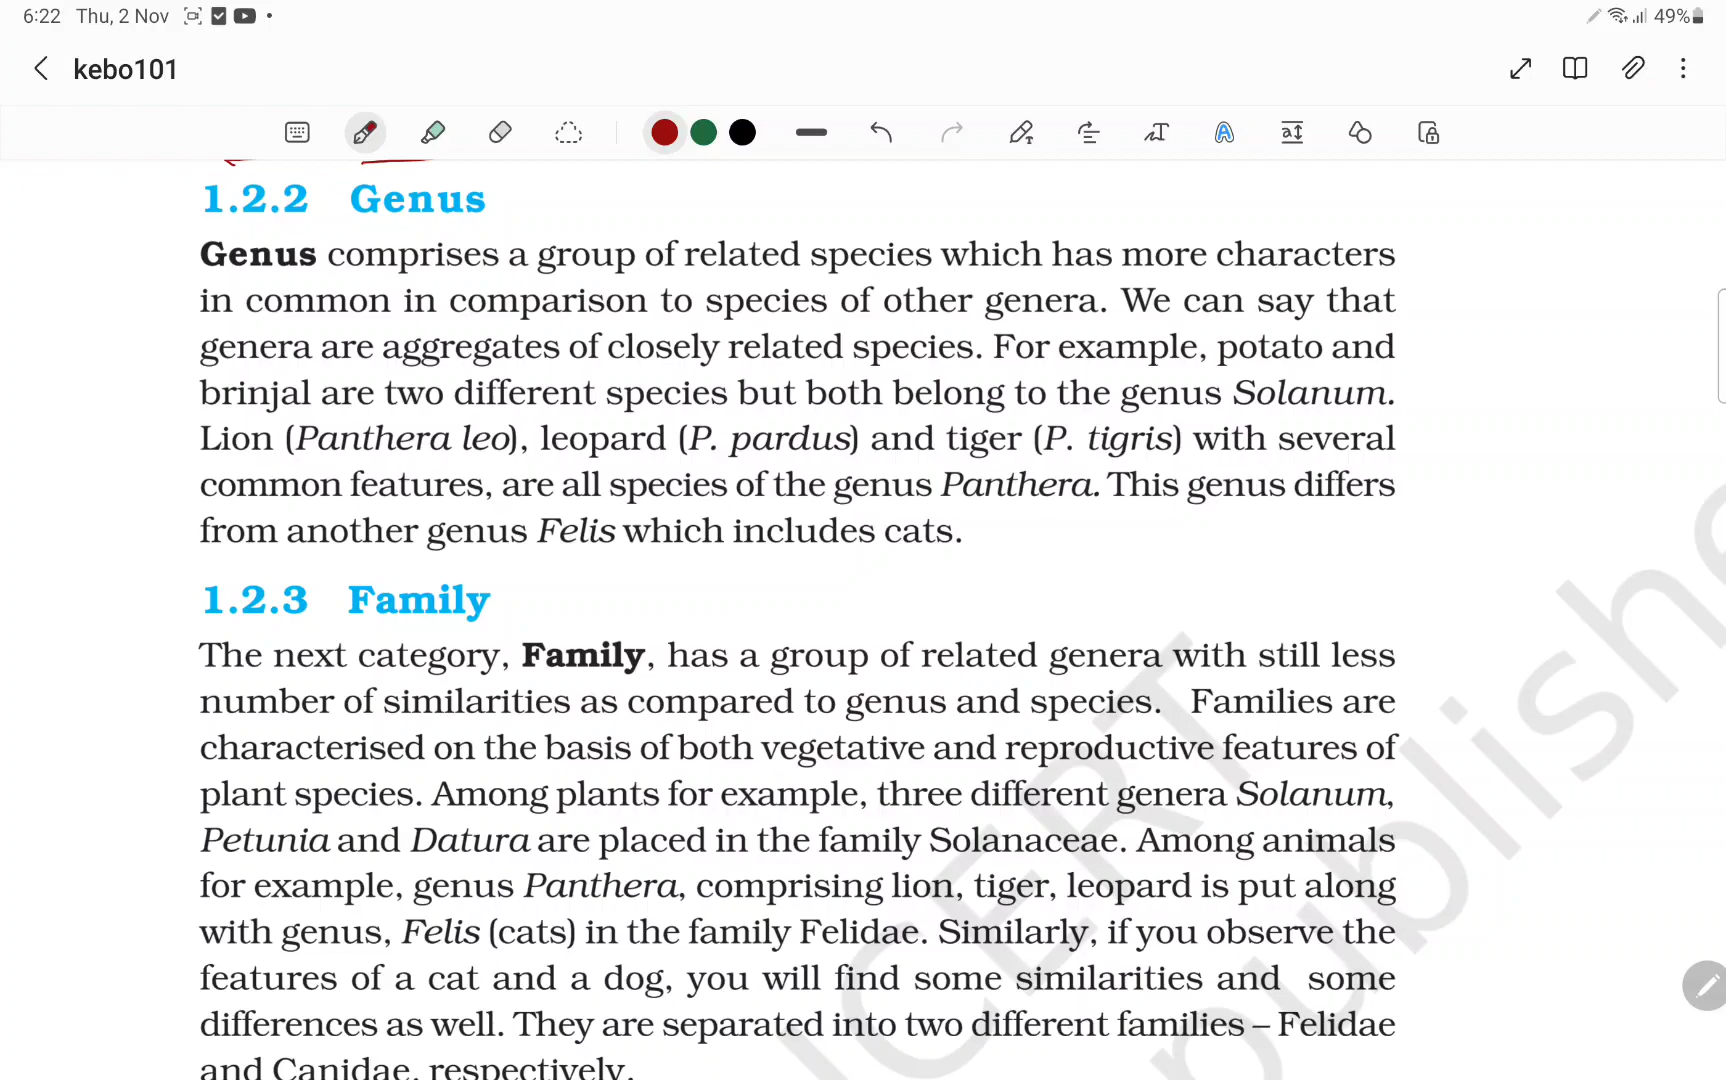 6:22 Thu, 2 Nov
49%
kebo101
1.2.2 Genus
Genus comprises a group of related species which has more characters
in common in comparison to species of other genera. We can say that
genera are aggregates of closely related species. For example, potato and
brinjal are two different species but both belong to the genus Solanum.
Lion (Panthera leo), leopard (P. pardus) and tiger (P. tigris) with several
common features, are all species of the genus Panthera. This genus differs
from another genus Felis which includes cats.
1.2.3 Family
The next category, Family, has a group of related genera with still less
number of similarities as compared to genus and species. Families are
characterised on the basis of both vegetative and reproductive features of
plant species. Among plants for example, three different genera Solanum,
Petunia and Datura are placed in the family Solanaceae. Among animals
for example, genus Panthera, comprising lion, tiger, leopard is put along
with genus, Felis (cats) in the family Felidae. Similarly, if you observe the
features of a cat and a dog, you will find some similarities and some
differences as well. They are separated into two different families – Felidae
and Canidae, respectively.